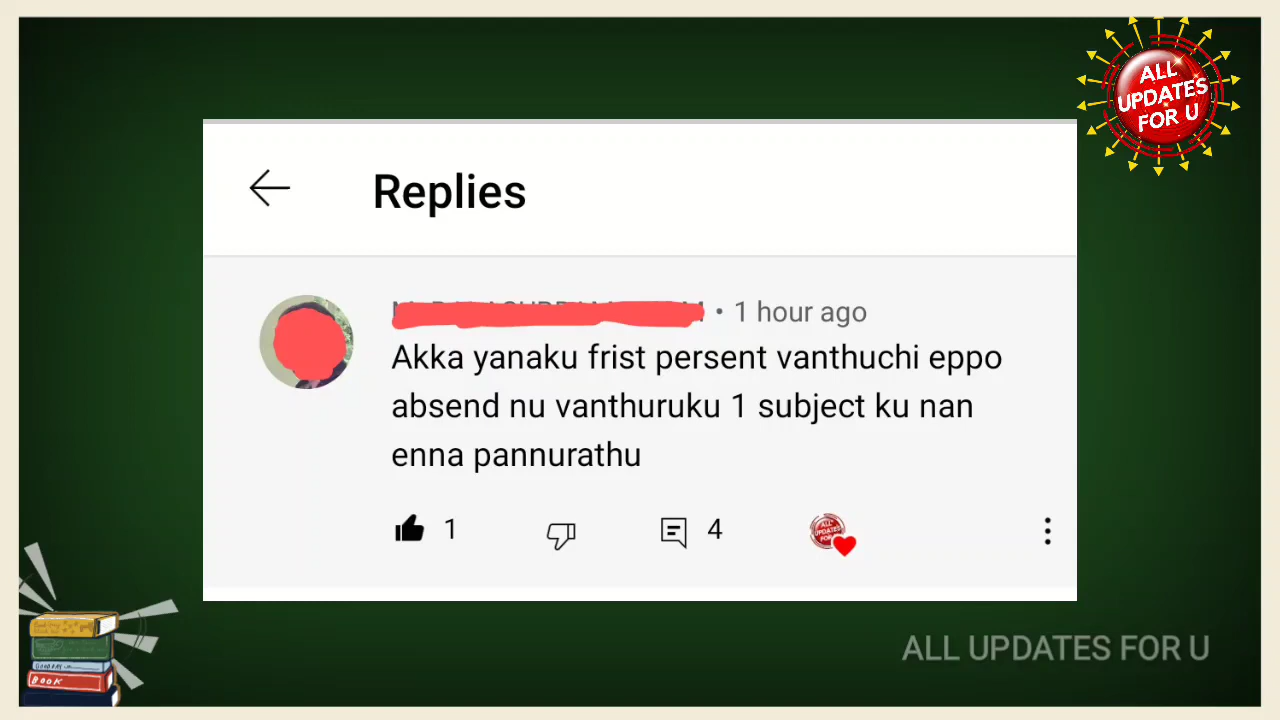 ALL
UPDATES
FOR U
Replies
• 1 hour ago
Akka yanaku frist persent vanthuchi eppo
absend nu vanthuruku 1 subject ku nan
enna pannurathu
1
4
ALL UPDATES FOR U
BOOK